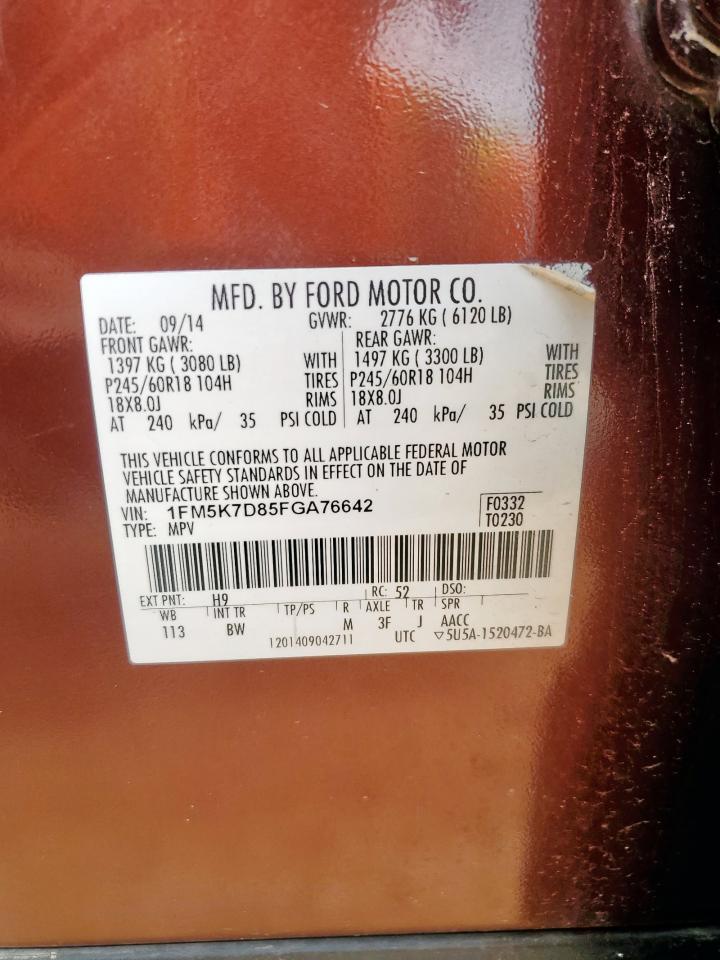 MFD. BY FORD MOTOR CO.
DATE: 09/14 GVWR: 2776 KG ( 6120 LB)
FRONT GAWR: REAR GAWR:
1397 KG ( 3080 LB) WITH 1497 KG ( 3300 LB) WITH
P245/60R18 104H TIRES P245/60R18 104H TIRES
18X8.0J RIMS 18X8.0J RIMS
AT 240 kPa/ 35 PSI COLD AT 240 kPa/ 35 PSI COLD
THIS VEHICLE CONFORMS TO ALL APPLICABLE FEDERAL MOTOR
VEHICLE SAFETY STANDARDS IN EFFECT ON THE DATE OF
MANUFACTURE SHOWN ABOVE.
VIN: 1FM5K7D85FGA76642 F0332
TYPE: MPV T0230
EXT PNT: H9 RC: 52 DSO:
WB INT TR TP/PS R AXLE TR SPR
113 BW M 3F J AACC
1201409042711 UTC ▽5U5A-1520472-BA